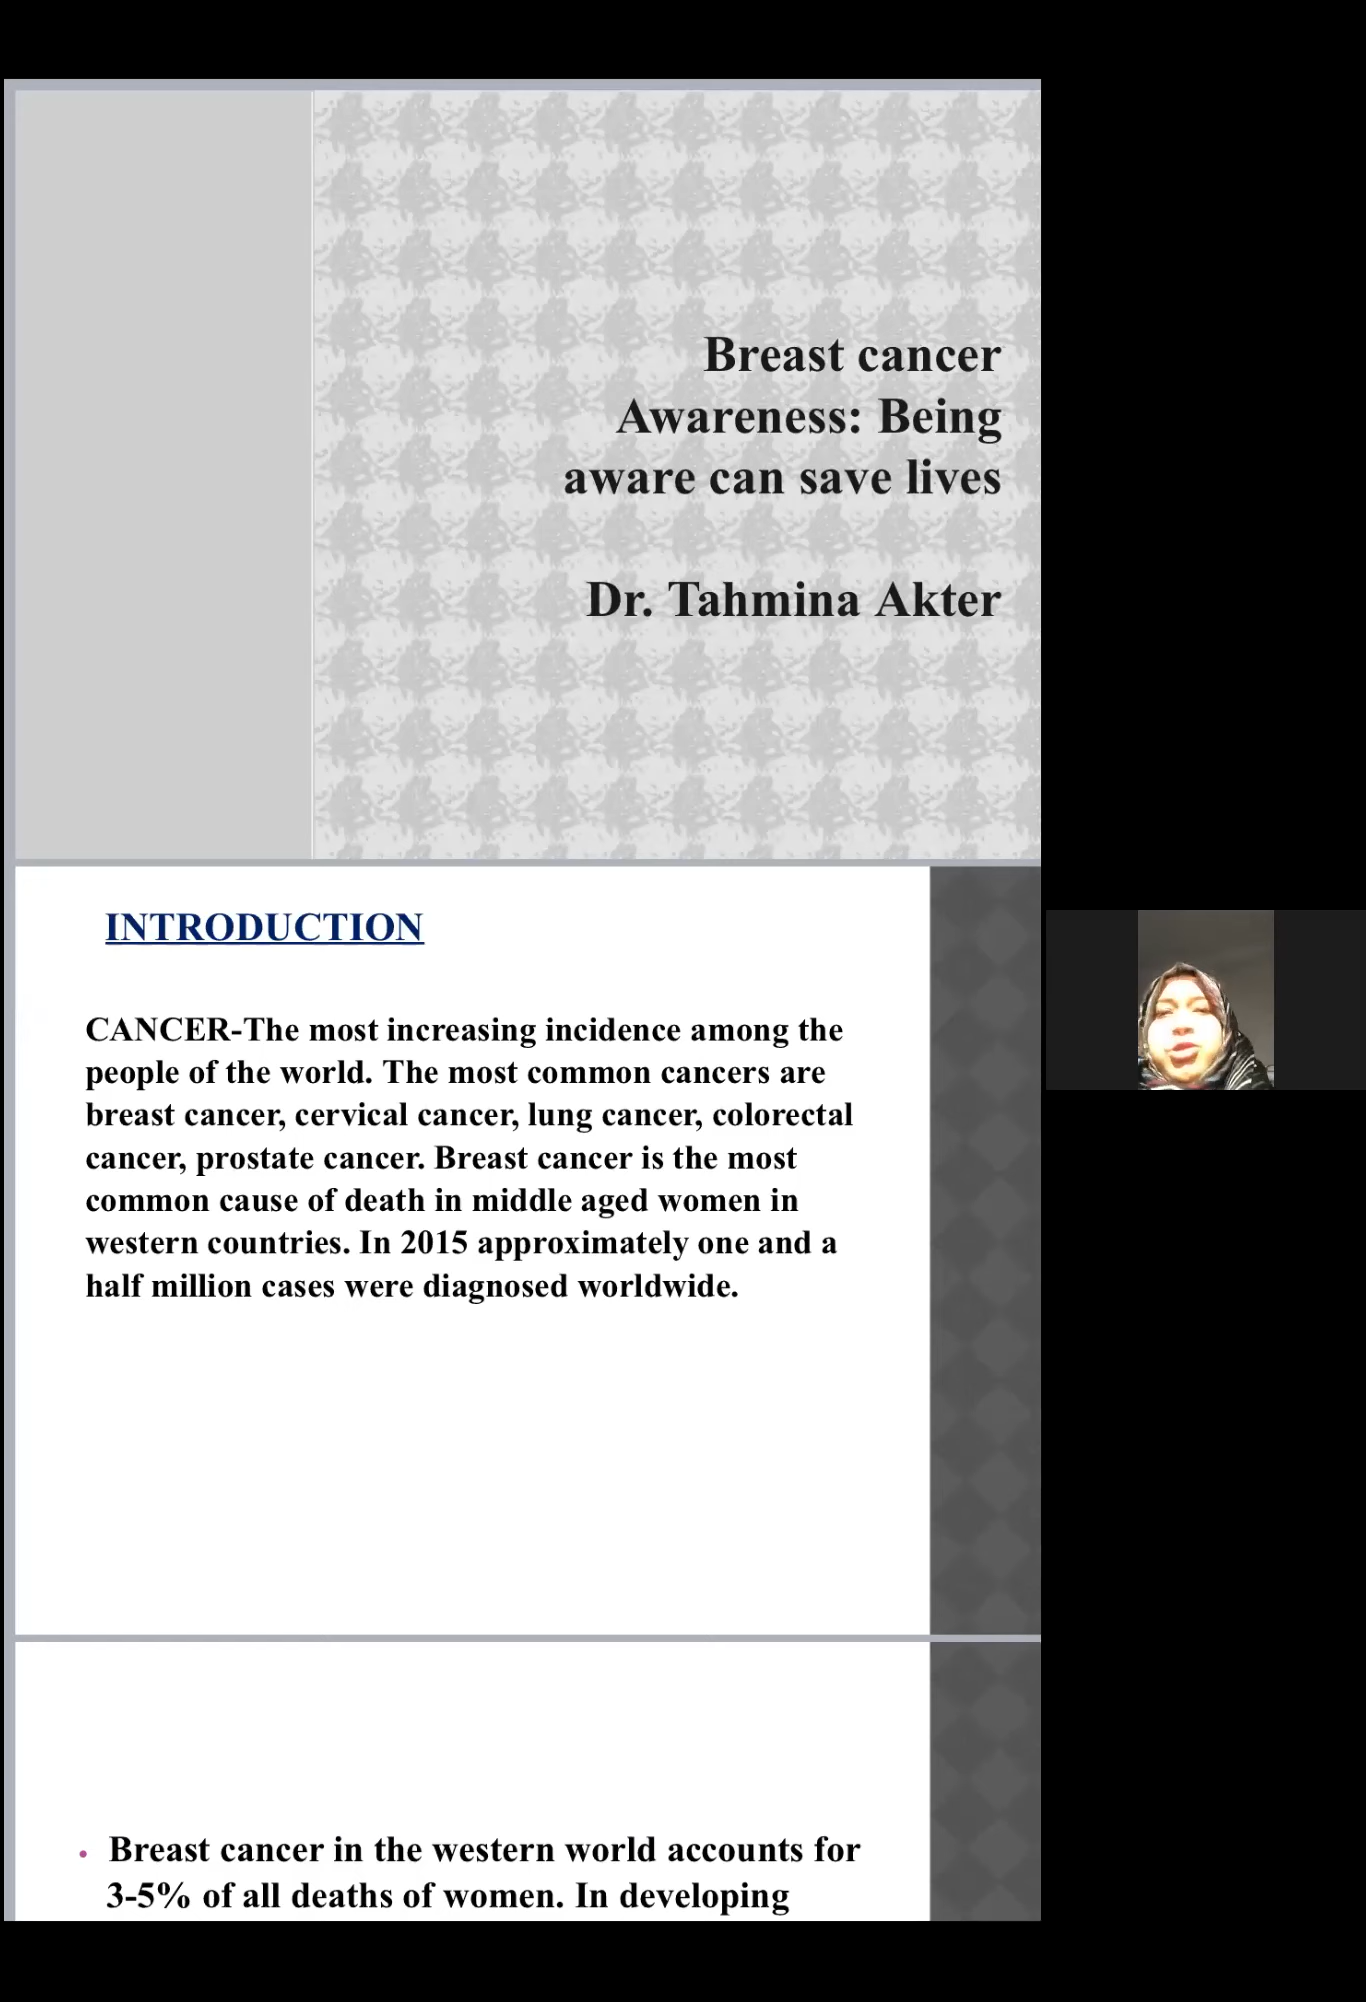 Breast cancer
Awareness: Being
aware can save lives
Dr. Tahmina Akter
INTRODUCTION
CANCER-The most increasing incidence among the
people of the world. The most common cancers are
breast cancer, cervical cancer, lung cancer, colorectal
cancer, prostate cancer. Breast cancer is the most
common cause of death in middle aged women in
western countries. In 2015 approximately one and a
half million cases were diagnosed worldwide.
• Breast cancer in the western world accounts for
3-5% of all deaths of women. In developing